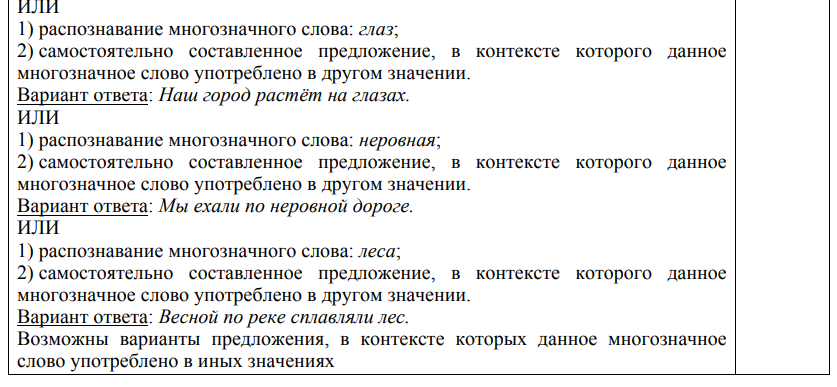 ИЛИ
1) распознавание многозначного слова: глаз;
2) самостоятельно составленное предложение, в контексте которого данное
многозначное слово употреблено в другом значении.
Вариант ответа: Наш город растёт на глазах.
ИЛИ
1) распознавание многозначного слова: неровная;
2) самостоятельно составленное предложение, в контексте которого данное
многозначное слово употреблено в другом значении.
Вариант ответа: Мы ехали по неровной дороге.
ИЛИ
1) распознавание многозначного слова: леса;
2) самостоятельно составленное предложение, в контексте которого данное
многозначное слово употреблено в другом значении.
Вариант ответа: Весной по реке сплавляли лес.
Возможны варианты предложения, в контексте которых данное многозначное
слово употреблено в иных значениях